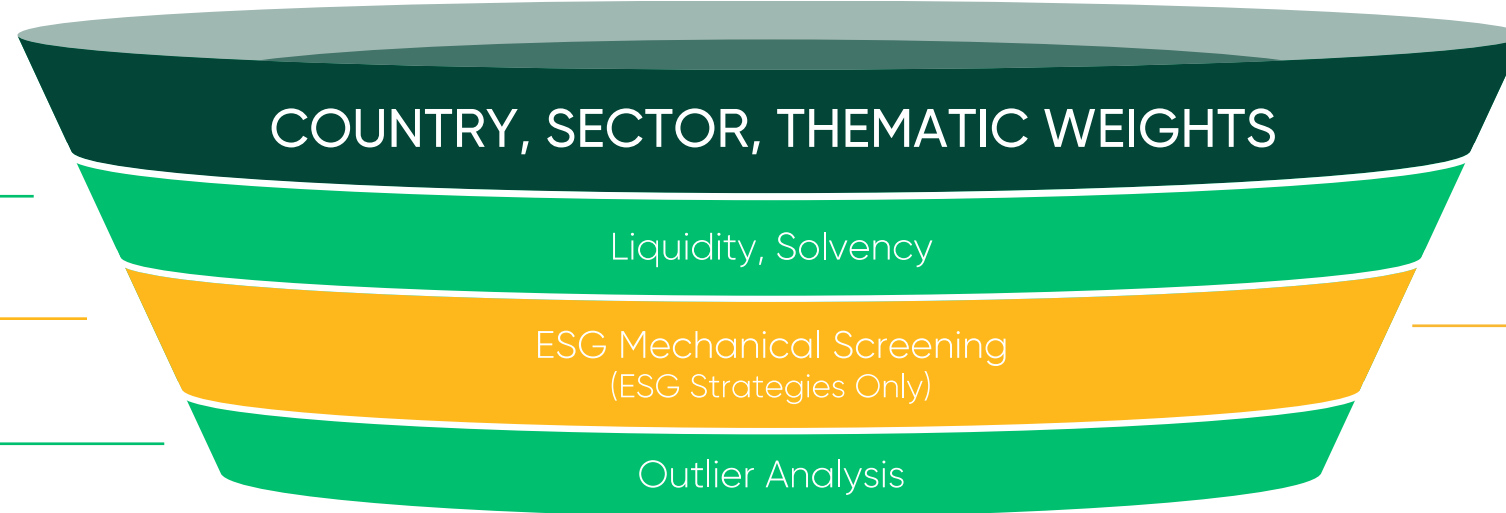 COUNTRY, SECTOR, THEMATIC WEIGHTS
Liquidity, Solvency
ESG Mechanical Screening
(ESG Strategies Only)
Outlier Analysis